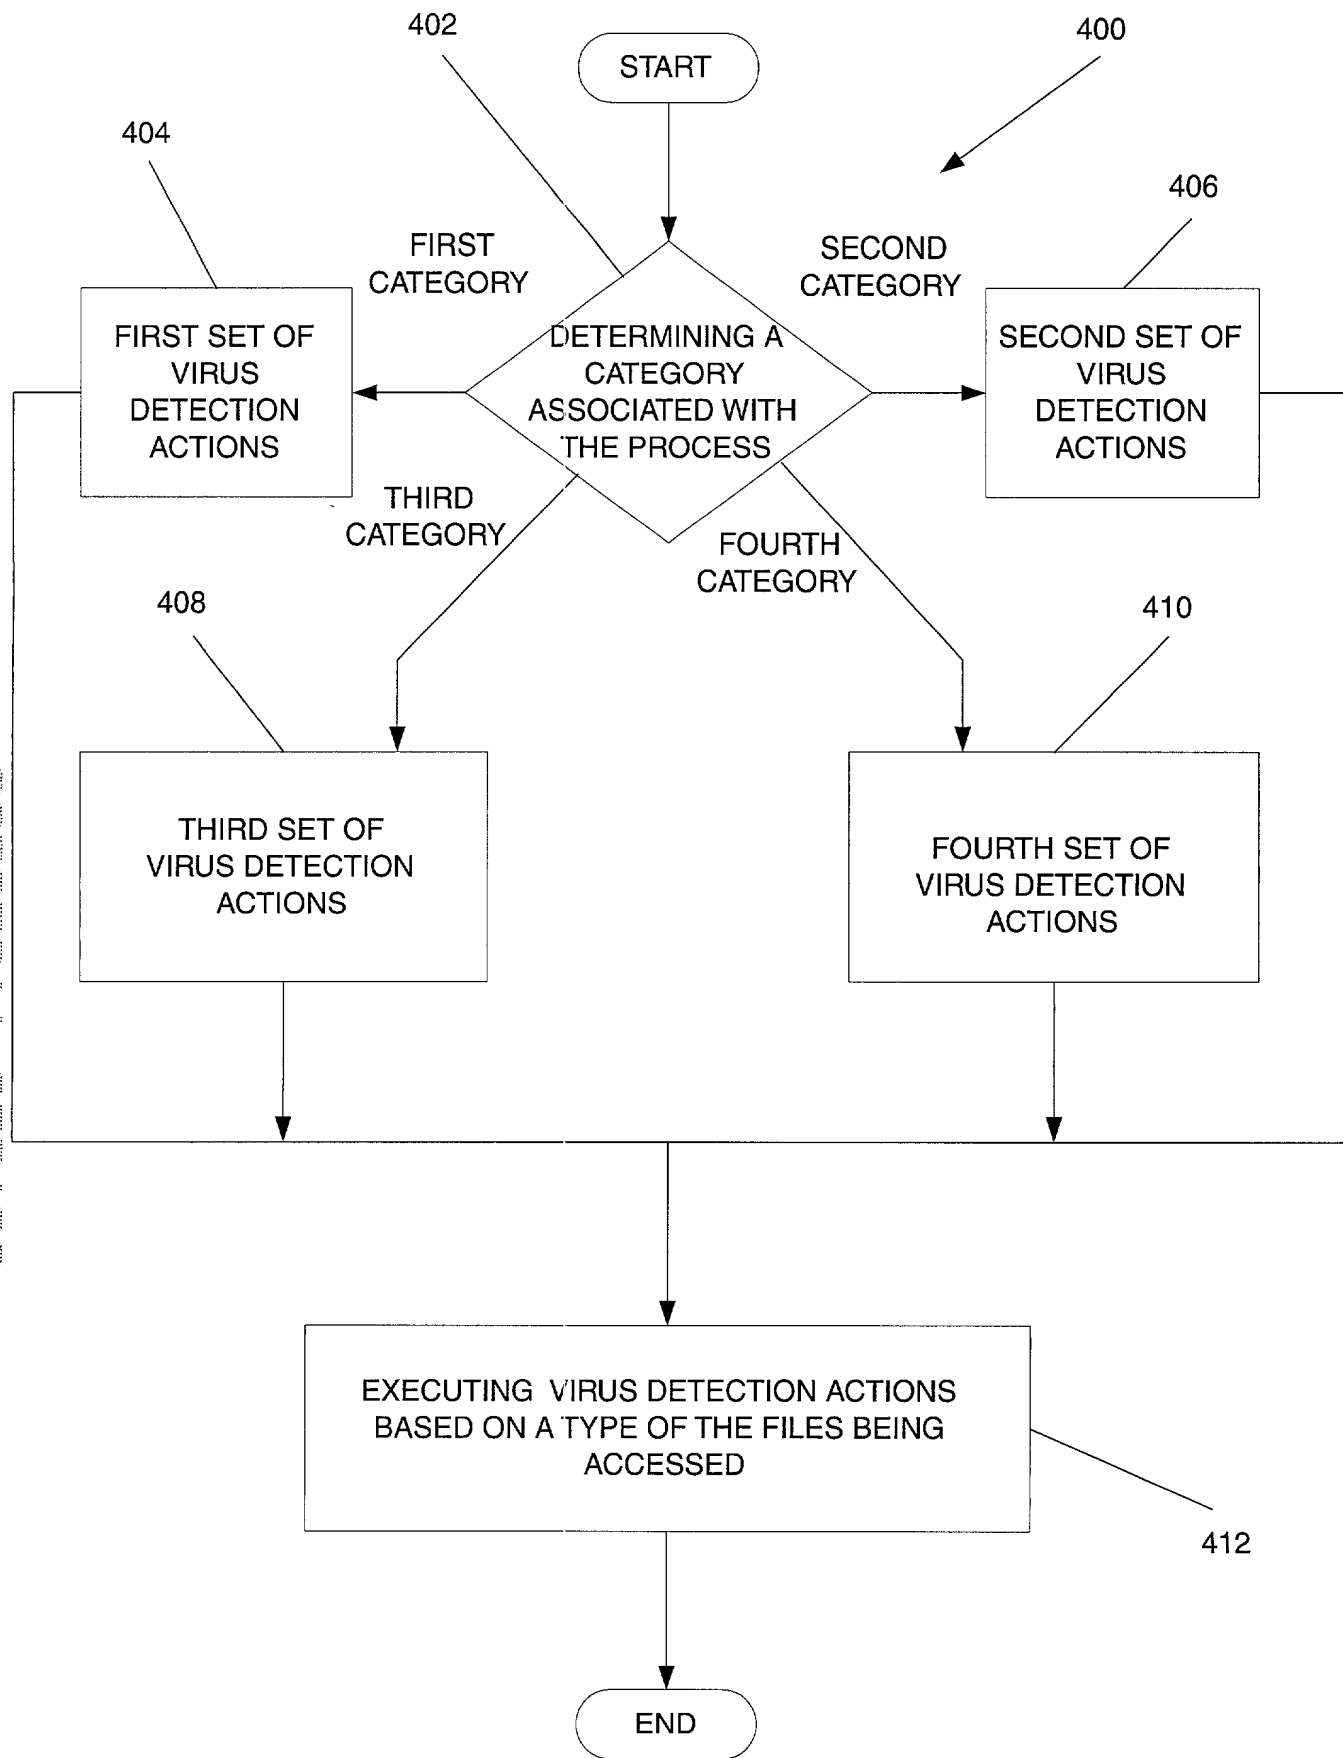 402
START
400
404
406
FIRST
CATEGORY
SECOND
CATEGORY
FIRST SET OF
VIRUS
DETECTION
ACTIONS
DETERMINING A
CATEGORY
ASSOCIATED WITH
THE PROCESS
SECOND SET OF
VIRUS
DETECTION
ACTIONS
THIRD
CATEGORY
FOURTH
CATEGORY
408
410
THIRD SET OF
VIRUS DETECTION
ACTIONS
FOURTH SET OF
VIRUS DETECTION
ACTIONS
EXECUTING VIRUS DETECTION ACTIONS
BASED ON A TYPE OF THE FILES BEING
ACCESSED
412
END